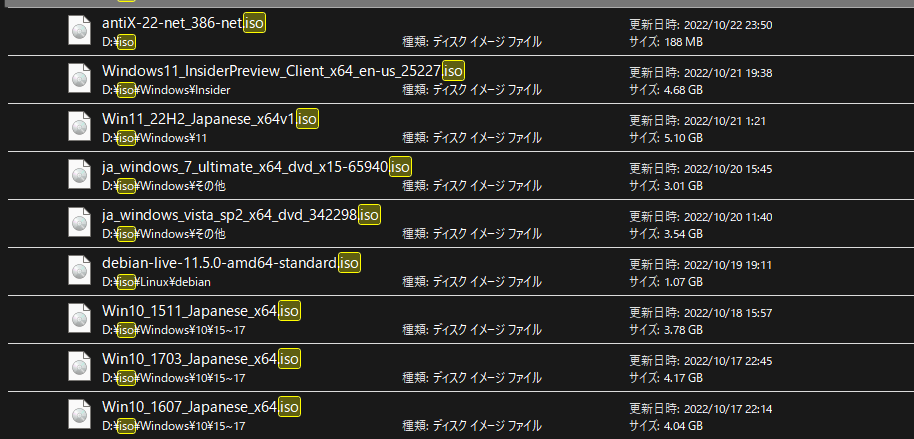 antiX-22-net_386-net.iso 更新日時: 2022/10/22 23:50
D:¥iso 種類: ディスク イメージ ファイル サイズ: 188 MB
Windows11_InsiderPreview_Client_x64_en-us_25227.iso 更新日時: 2022/10/21 19:38
D:¥iso¥Windows¥Insider 種類: ディスク イメージ ファイル サイズ: 4.68 GB
Win11_22H2_Japanese_x64v1.iso 更新日時: 2022/10/21 1:21
D:¥iso¥Windows¥11 種類: ディスク イメージ ファイル サイズ: 5.10 GB
ja_windows_7_ultimate_x64_dvd_x15-65940.iso 更新日時: 2022/10/20 15:45
D:¥iso¥Windows¥その他 種類: ディスク イメージ ファイル サイズ: 3.01 GB
ja_windows_vista_sp2_x64_dvd_342298.iso 更新日時: 2022/10/20 11:40
D:¥iso¥Windows¥その他 種類: ディスク イメージ ファイル サイズ: 3.54 GB
debian-live-11.5.0-amd64-standard.iso 更新日時: 2022/10/19 19:11
D:¥iso¥Linux¥debian 種類: ディスク イメージ ファイル サイズ: 1.07 GB
Win10_1511_Japanese_x64.iso 更新日時: 2022/10/18 15:57
D:¥iso¥Windows¥10¥15~17 種類: ディスク イメージ ファイル サイズ: 3.78 GB
Win10_1703_Japanese_x64.iso 更新日時: 2022/10/17 22:45
D:¥iso¥Windows¥10¥15~17 種類: ディスク イメージ ファイル サイズ: 4.17 GB
Win10_1607_Japanese_x64.iso 更新日時: 2022/10/17 22:14
D:¥iso¥Windows¥10¥15~17 種類: ディスク イメージ ファイル サイズ: 4.04 GB